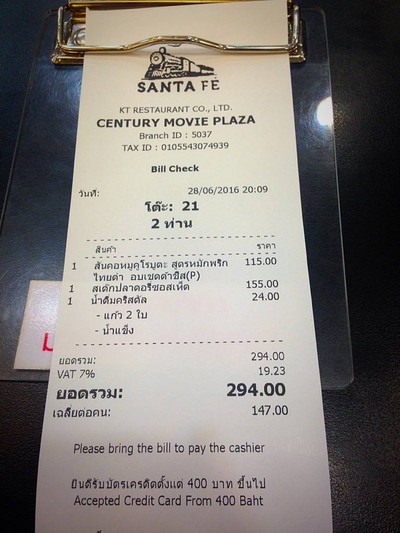 SANTA FE
KT RESTAURANT CO., LTD.
CENTURY MOVIE PLAZA
Branch ID : 5037
TAX ID : 0105543074939
Bill Check
วันที่: 28/06/2016 20:09
โต๊ะ: 21
2 ท่าน
สินค้า ราคา
1 สันคอหมูคูโรบูตะ สูตรหมักพริก 115.00
ไทยดำ อบเชดด้าชีส(P)
1 สเต๊กปลาดอรี่ซอสเห็ด 155.00
1 น้ำดื่มคริสตัล 24.00
- แก้ว 2 ใบ
- น้ำแข็ง
ยอดรวม: 294.00
VAT 7% 19.23
ยอดรวม: 294.00
เฉลี่ยต่อคน: 147.00
Please bring the bill to pay the cashier
ยินดีรับบัตรเครดิตตั้งแต่ 400 บาท ขึ้นไป
Accepted Credit Card From 400 Baht